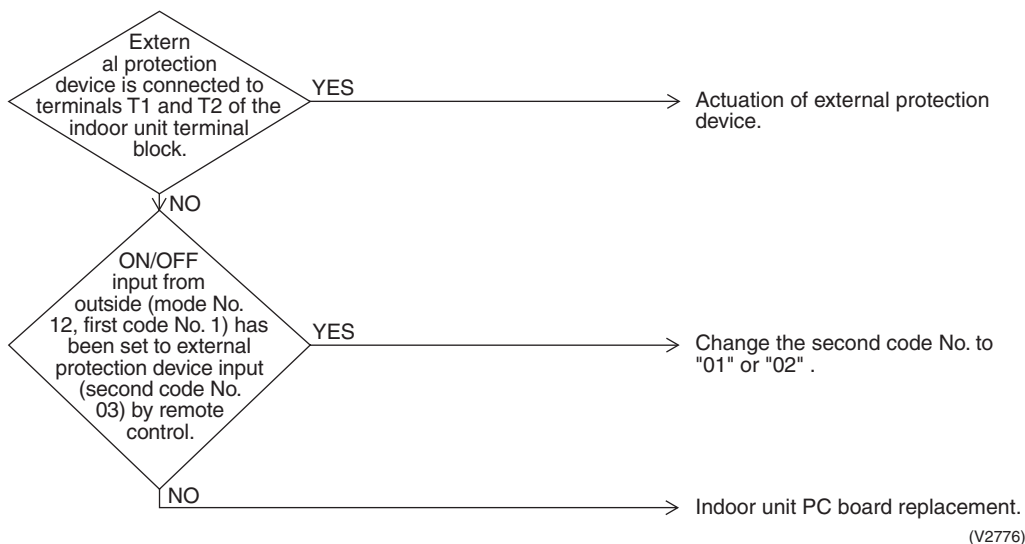 Extern
al protection
device is connected to
terminals T1 and T2 of the
indoor unit terminal
block.
YES
Actuation of external protection
device.
NO
ON/OFF
input from
outside (mode No.
12, first code No. 1) has
been set to external
protection device input
(second code No.
03) by remote
control.
YES
Change the second code No. to
"01" or "02" .
NO
Indoor unit PC board replacement.
(V2776)